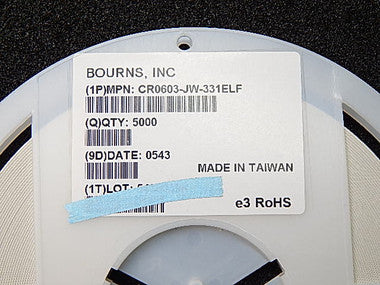 BOURNS, INC
(1P)MPN: CR0603-JW-331ELF
(Q)QTY: 5000
(9D)DATE: 0543
MADE IN TAIWAN
(1T)LOT:
e3 RoHS